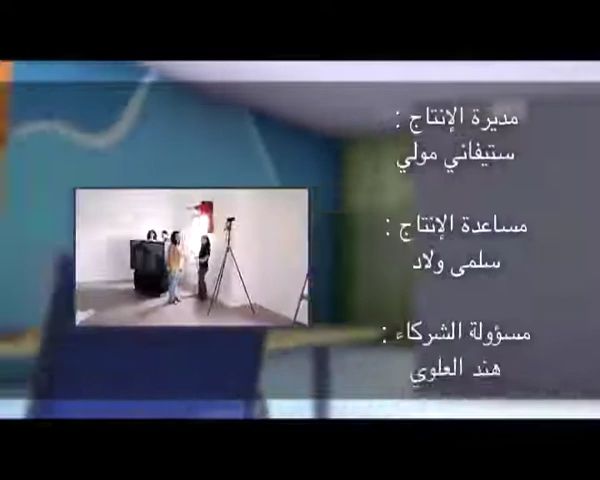 مديرة الإنتاج :
ستيفاني مولي
مساعدة الإنتاج :
سلمى ولاد
مسؤولة الشركاء :
هند العلوي